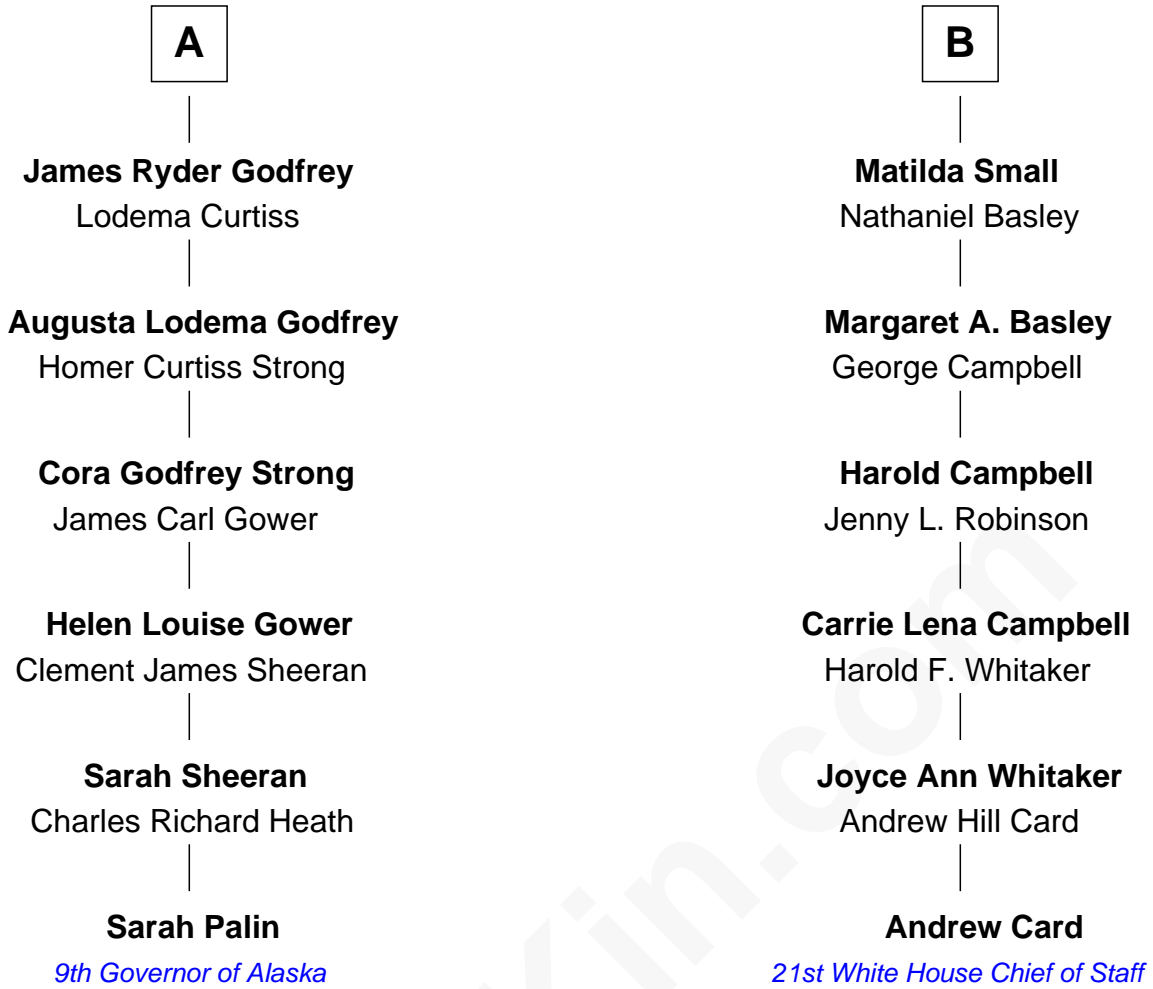 A
James Ryder Godfrey
Lodema Curtiss
Augusta Lodema Godfrey
Homer Curtiss Strong
Cora Godfrey Strong
James Carl Gower
Helen Louise Gower
Clement James Sheeran
Sarah Sheeran
Charles Richard Heath
Sarah Palin
9th Governor of Alaska
B
Matilda Small
Nathaniel Basley
Margaret A. Basley
George Campbell
Harold Campbell
Jenny L. Robinson
Carrie Lena Campbell
Harold F. Whitaker
Joyce Ann Whitaker
Andrew Hill Card
Andrew Card
21st White House Chief of Staff
Kin.com